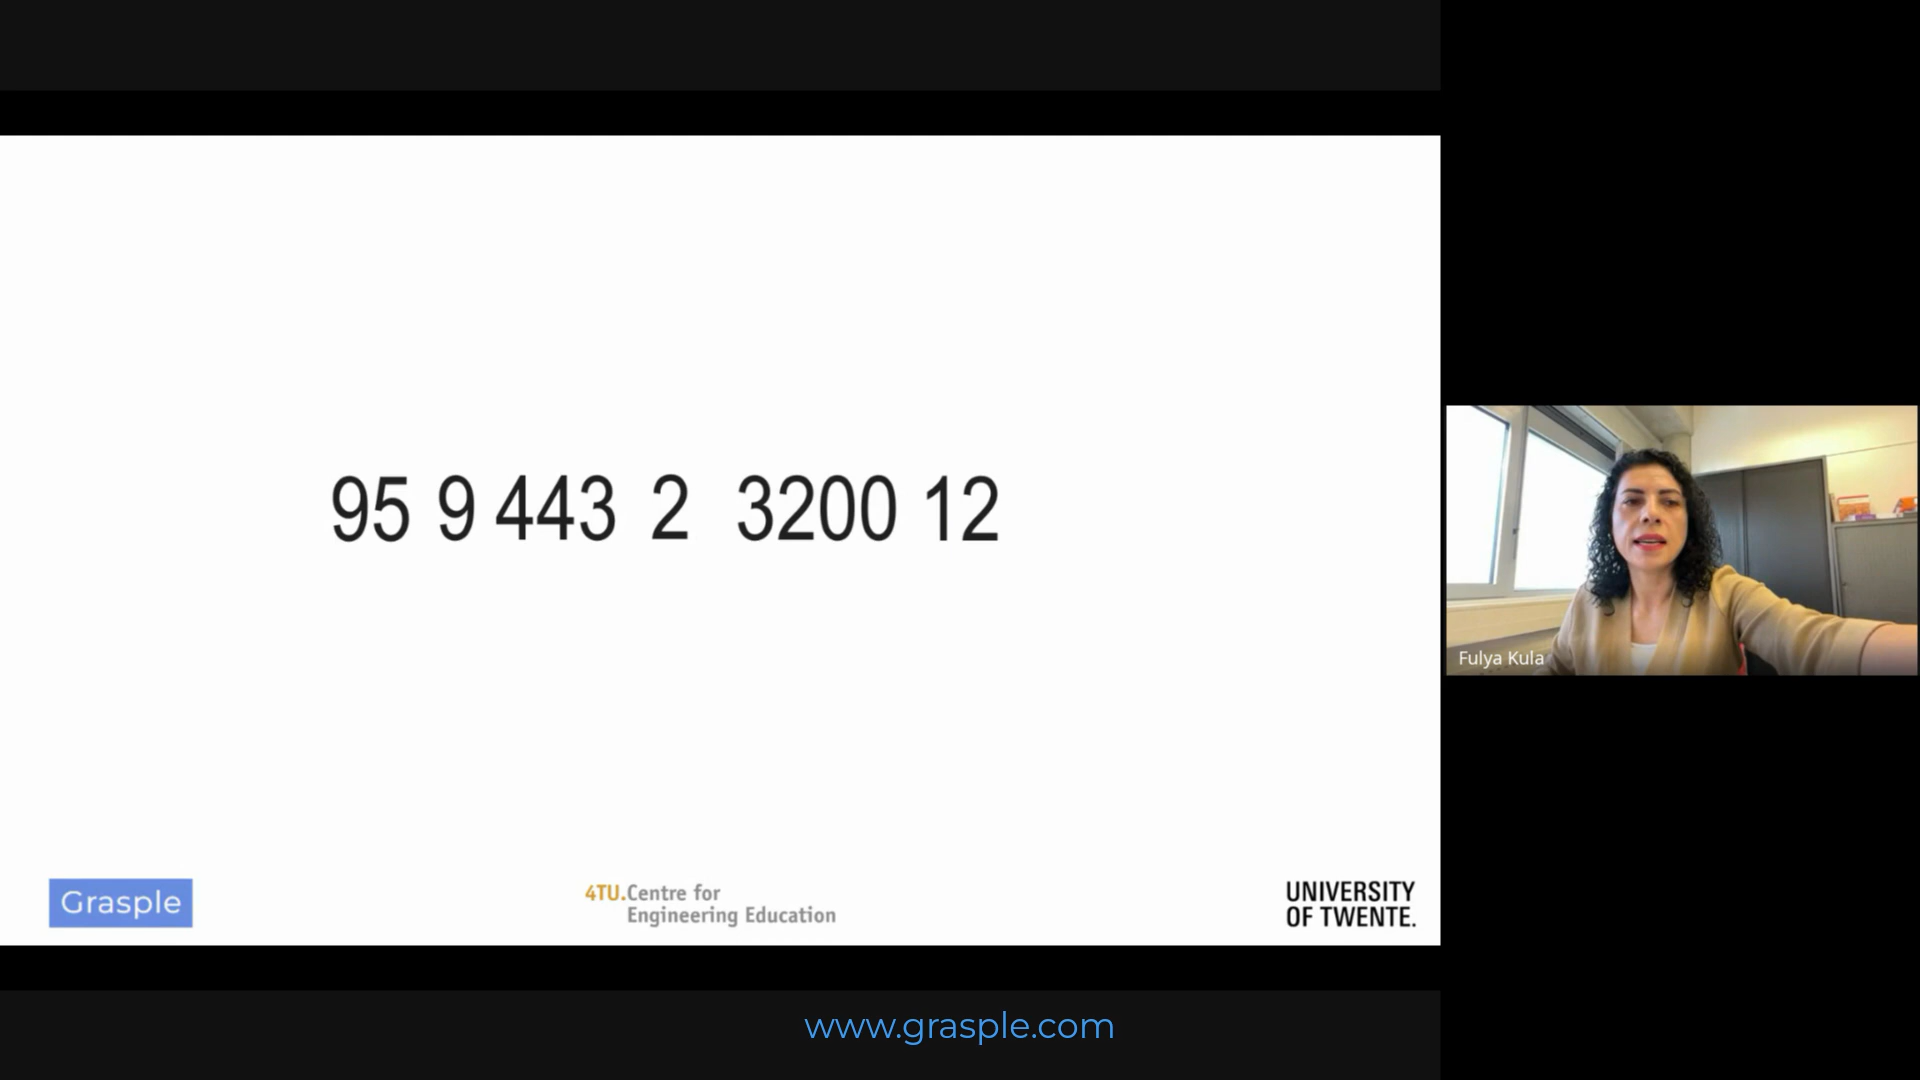 95 9 443 2 3200 12
Fulya Kula
Grasple
4TU.Centre for
Engineering Education
UNIVERSITY
OF TWENTE.
www.grasple.com